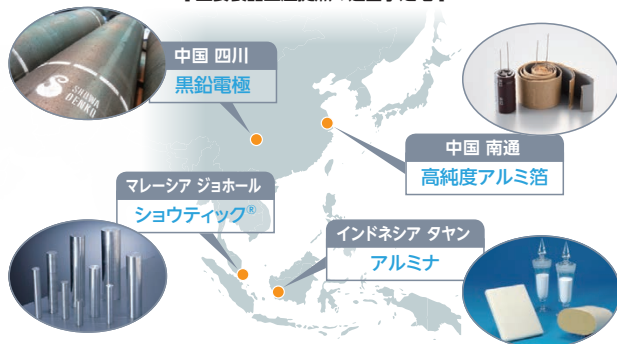 中国 四川
黒鉛電極
SHOWA
DENKO
中国 南通
高純度アルミ箔
マレーシア ジョホール
ショウティック®
インドネシア タヤン
アルミナ